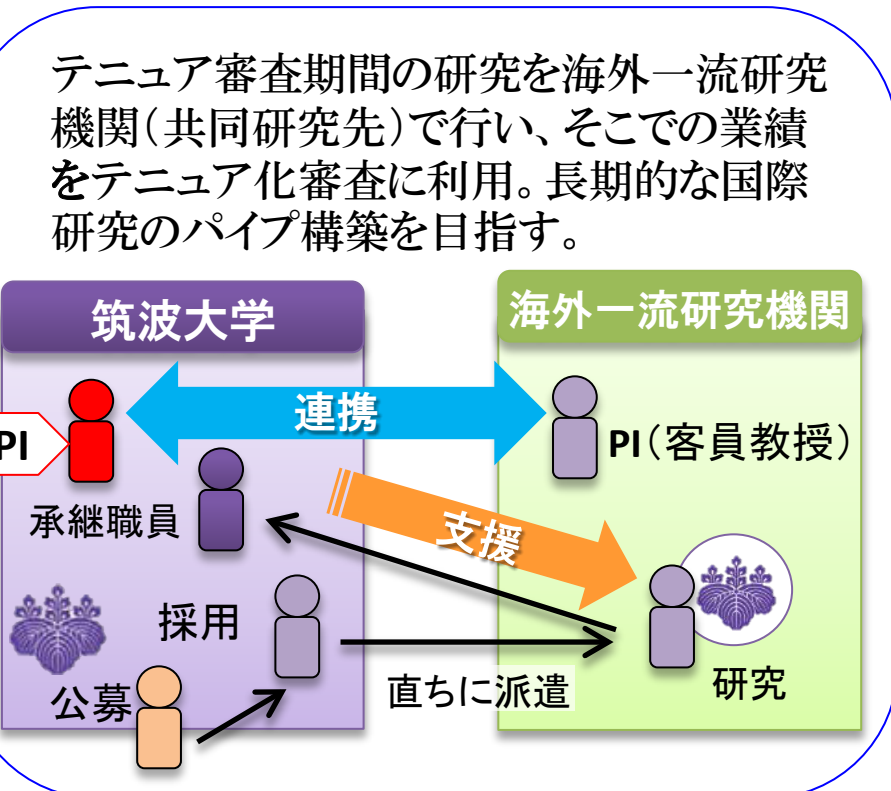 テニュア審査期間の研究を海外一流研究
機関（共同研究先）で行い、そこでの業績
をテニュア化審査に利用。長期的な国際
研究のパイプ構築を目指す。
筑波大学
海外一流研究機関
連携
PI
PI（客員教授）
承継職員
支援
採用
公募
直ちに派遣
研究